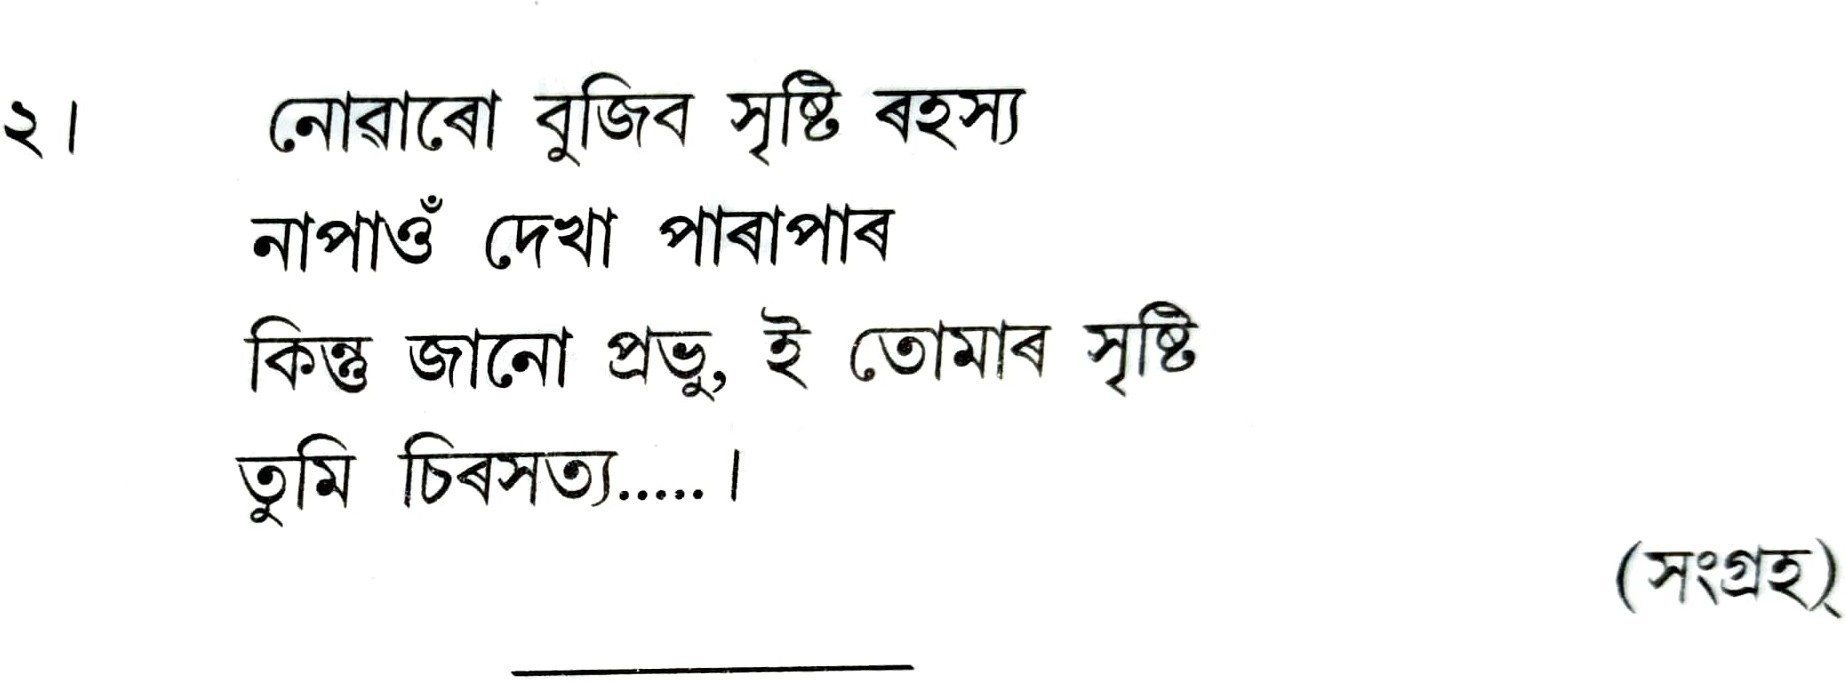 ২। নোৱাৰো বুজিব সৃষ্টি ৰহস্য
নাপাওঁ দেখা পাৰাপাৰ
কিন্তু জানো প্ৰভু, ই তোমাৰ সৃষ্টি
তুমি চিৰসত্য.....।
(সংগ্ৰহ)